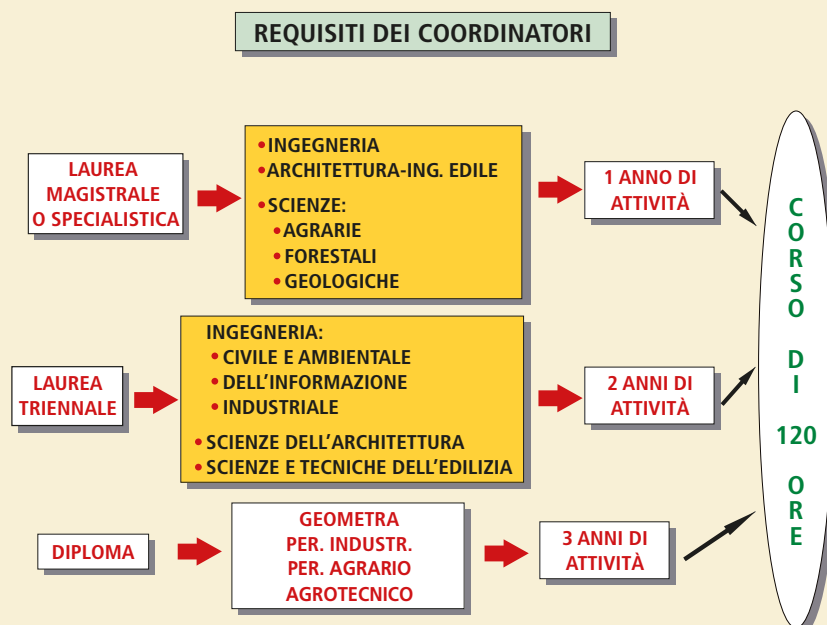 REQUISITI DEI COORDINATORI
LAUREA
MAGISTRALE
O SPECIALISTICA
•INGEGNERIA
•ARCHITETTURA-ING. EDILE
•SCIENZE:
•AGRARIE
•FORESTALI
•GEOLOGICHE
1 ANNO DI
ATTIVITÀ
LAUREA
TRIENNALE
INGEGNERIA:
•CIVILE E AMBIENTALE
•DELL'INFORMAZIONE
•INDUSTRIALE
•SCIENZE DELL'ARCHITETTURA
•SCIENZE E TECNICHE DELL'EDILIZIA
2 ANNI DI
ATTIVITÀ
DIPLOMA
GEOMETRA
PER. INDUSTR.
PER. AGRARIO
AGROTECNICO
3 ANNI DI
ATTIVITÀ
CORSO DI 120 ORE